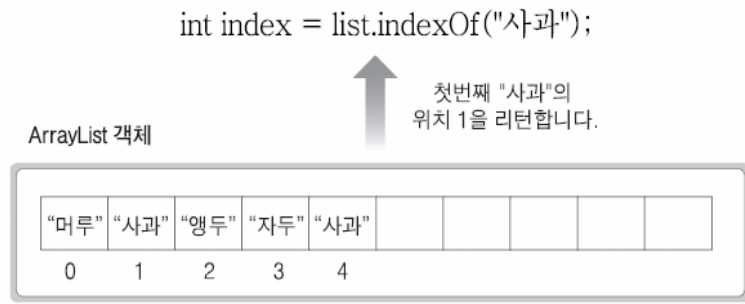 int index = list.indexOf("사과");
첫번째 "사과"의
위치 1을 리턴합니다.
ArrayList 객체
“머루” “사과” “앵두” “자두” “사과”
0 1 2 3 4